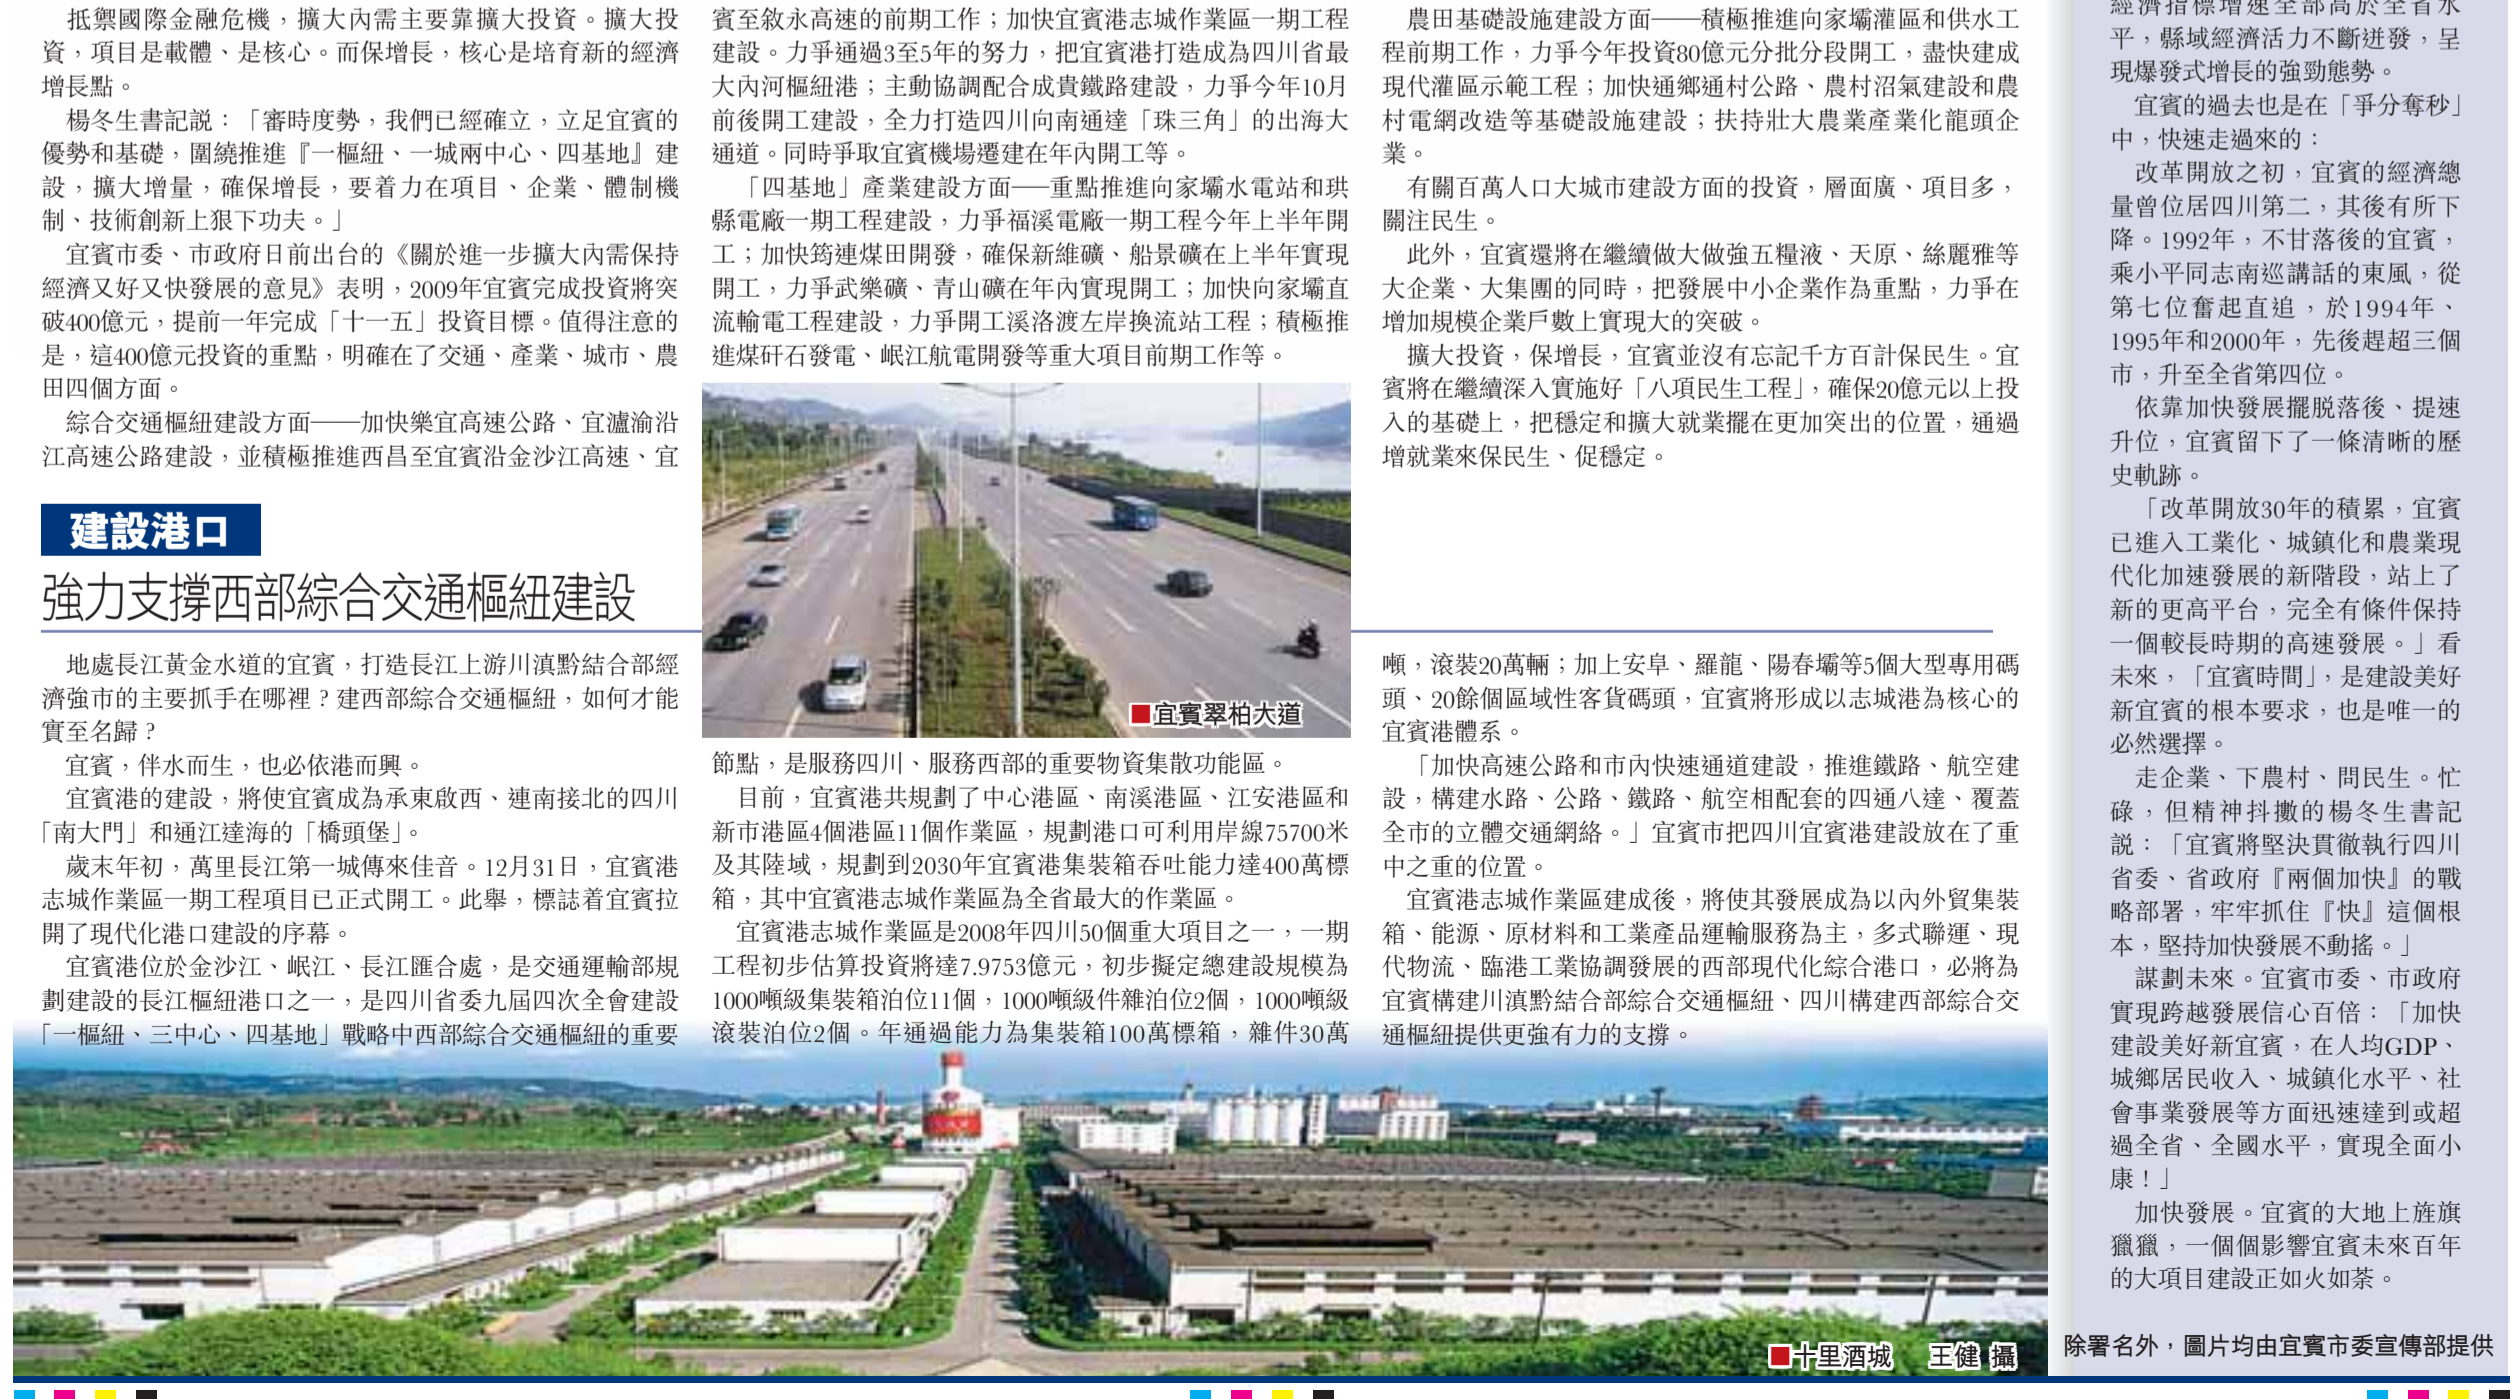 抵禦國際金融危機，擴大內需主要靠擴大投資。擴大投
資，項目是載體、是核心。而保增長，核心是培育新的經濟
增長點。
楊冬生書記説：「審時度勢，我們已經確立，立足宜賓的
優勢和基礎，圍繞推進『一樞紐、一城兩中心、四基地』建
設，擴大增量，確保增長，要着力在項目、企業、體制機
制、技術創新上狠下功夫。」
宜賓市委、市政府日前出台的《關於進一步擴大內需保持
經濟又好又快發展的意見》表明，2009年宜賓完成投資將突
破400億元，提前一年完成「十一五」投資目標。值得注意的
是，這400億元投資的重點，明確在了交通、產業、城市、農
田四個方面。
綜合交通樞紐建設方面——加快樂宜高速公路、宜瀘渝沿
江高速公路建設，並積極推進西昌至宜賓沿金沙江高速、宜
賓至敘永高速的前期工作；加快宜賓港志城作業區一期工程
建設。力爭通過3至5年的努力，把宜賓港打造成為四川省最
大內河樞紐港；主動協調配合成貴鐵路建設，力爭今年10月
前後開工建設，全力打造四川向南通達「珠三角」的出海大
通道。同時爭取宜賓機場遷建在年內開工等。
「四基地」產業建設方面——重點推進向家壩水電站和珙
縣電廠一期工程建設，力爭福溪電廠一期工程今年上半年開
工；加快筠連煤田開發，確保新維礦、船景礦在上半年實現
開工，力爭武樂礦、青山礦在年內實現開工；加快向家壩直
流輸電工程建設，力爭開工溪洛渡左岸換流站工程；積極推
進煤矸石發電、岷江航電開發等重大項目前期工作等。
農田基礎設施建設方面——積極推進向家壩灌區和供水工
程前期工作，力爭今年投資80億元分批分段開工，盡快建成
現代灌區示範工程；加快通鄉通村公路、農村沼氣建設和農
村電網改造等基礎設施建設；扶持壯大農業產業化龍頭企
業。
有關百萬人口大城市建設方面的投資，層面廣、項目多，
關注民生。
此外，宜賓還將在繼續做大做強五糧液、天原、絲麗雅等
大企業、大集團的同時，把發展中小企業作為重點，力爭在
增加規模企業戶數上實現大的突破。
擴大投資，保增長，宜賓並沒有忘記千方百計保民生。宜
賓將在繼續深入實施好「八項民生工程」，確保20億元以上投
入的基礎上，把穩定和擴大就業擺在更加突出的位置，通過
增就業來保民生、促穩定。
建設港口
強力支撐西部綜合交通樞紐建設
地處長江黃金水道的宜賓，打造長江上游川滇黔結合部經
濟強市的主要抓手在哪裡？建西部綜合交通樞紐，如何才能
實至名歸？
宜賓，伴水而生，也必依港而興。
宜賓港的建設，將使宜賓成為承東啟西、連南接北的四川
「南大門」和通江達海的「橋頭堡」。
歲末年初，萬里長江第一城傳來佳音。12月31日，宜賓港
志城作業區一期工程項目已正式開工。此舉，標誌着宜賓拉
開了現代化港口建設的序幕。
宜賓港位於金沙江、岷江、長江匯合處，是交通運輸部規
劃建設的長江樞紐港口之一，是四川省委九屆四次全會建設
「一樞紐、三中心、四基地」戰略中西部綜合交通樞紐的重要
■宜賓翠柏大道
節點，是服務四川、服務西部的重要物資集散功能區。
目前，宜賓港共規劃了中心港區、南溪港區、江安港區和
新市港區4個港區11個作業區，規劃港口可利用岸線75700米
及其陸域，規劃到2030年宜賓港集裝箱吞吐能力達400萬標
箱，其中宜賓港志城作業區為全省最大的作業區。
宜賓港志城作業區是2008年四川50個重大項目之一，一期
工程初步估算投資將達7.9753億元，初步擬定總建設規模為
1000噸級集裝箱泊位11個，1000噸級件雜泊位2個，1000噸級
滾裝泊位2個。年通過能力為集裝箱100萬標箱，雜件30萬
噸，滾裝20萬輛；加上安阜、羅龍、陽春壩等5個大型專用碼
頭、20餘個區域性客貨碼頭，宜賓將形成以志城港為核心的
宜賓港體系。
「加快高速公路和市內快速通道建設，推進鐵路、航空建
設，構建水路、公路、鐵路、航空相配套的四通八達、覆蓋
全市的立體交通網絡。」宜賓市把四川宜賓港建設放在了重
中之重的位置。
宜賓港志城作業區建成後，將使其發展成為以內外貿集裝
箱、能源、原材料和工業產品運輸服務為主，多式聯運、現
代物流、臨港工業協調發展的西部現代化綜合港口，必將為
宜賓構建川滇黔結合部綜合交通樞紐、四川構建西部綜合交
通樞紐提供更強有力的支撐。
■十里酒城 王健 攝
經濟指標增速全部高於全省水
平，縣域經濟活力不斷迸發，呈
現爆發式增長的強勁態勢。
宜賓的過去也是在「爭分奪秒」
中，快速走過來的：
改革開放之初，宜賓的經濟總
量曾位居四川第二，其後有所下
降。1992年，不甘落後的宜賓，
乘小平同志南巡講話的東風，從
第七位奮起直追，於1994年、
1995年和2000年，先後趕超三個
市，升至全省第四位。
依靠加快發展擺脱落後、提速
升位，宜賓留下了一條清晰的歷
史軌跡。
「改革開放30年的積累，宜賓
已進入工業化、城鎮化和農業現
代化加速發展的新階段，站上了
新的更高平台，完全有條件保持
一個較長時期的高速發展。」看
未來，「宜賓時間」，是建設美好
新宜賓的根本要求，也是唯一的
必然選擇。
走企業、下農村、問民生。忙
碌，但精神抖擻的楊冬生書記
説：「宜賓將堅決貫徹執行四川
省委、省政府『兩個加快』的戰
略部署，牢牢抓住『快』這個根
本，堅持加快發展不動搖。」
謀劃未來。宜賓市委、市政府
實現跨越發展信心百倍：「加快
建設美好新宜賓，在人均GDP、
城鄉居民收入、城鎮化水平、社
會事業發展等方面迅速達到或超
過全省、全國水平，實現全面小
康！」
加快發展。宜賓的大地上旌旗
獵獵，一個個影響宜賓未來百年
的大項目建設正如火如荼。
除署名外，圖片均由宜賓市委宣傳部提供